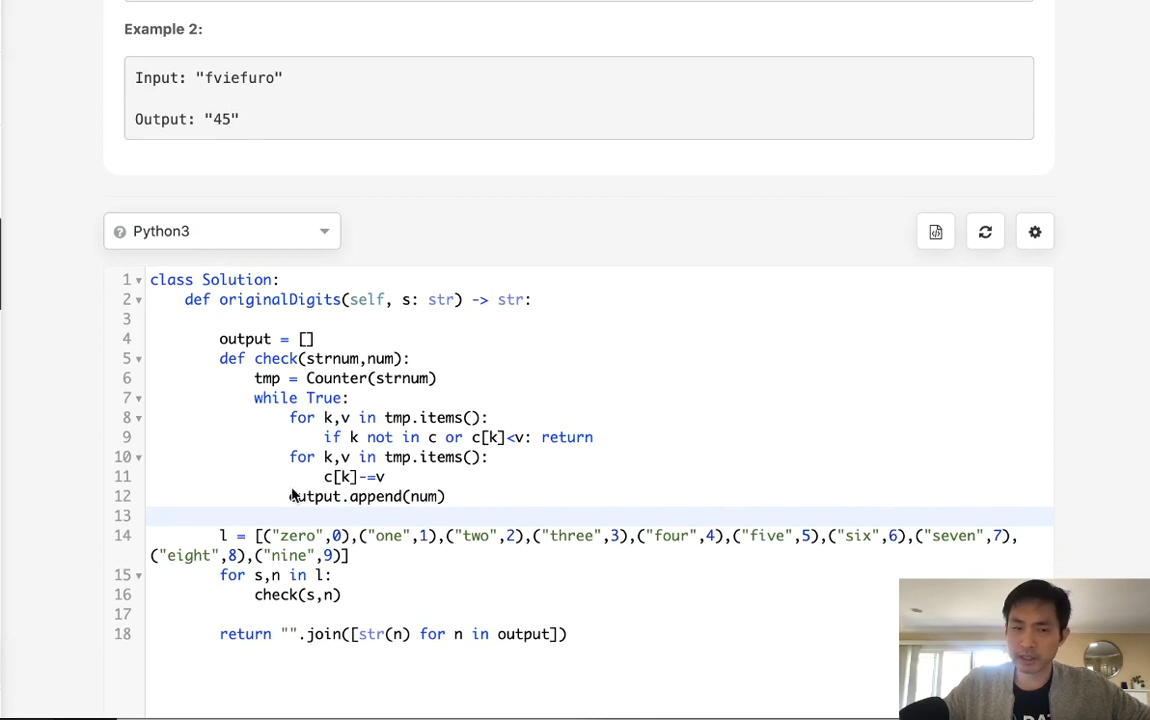 Example 2:
Input: "fviefuro"
Output: "45"
Python3
1 class Solution:
2 def originalDigits(self, s: str) -> str:
3
4 output = []
5 def check(strnum,num):
6 tmp = Counter(strnum)
7 while True:
8 for k,v in tmp.items():
9 if k not in c or c[k]<v: return
10 for k,v in tmp.items():
11 c[k]-=v
12 output.append(num)
13
14 l = [("zero",0),("one",1),("two",2),("three",3),("four",4),("five",5),("six",6),("seven",7),
("eight",8),("nine",9)]
15 for s,n in l:
16 check(s,n)
17
18 return "".join([str(n) for n in output])